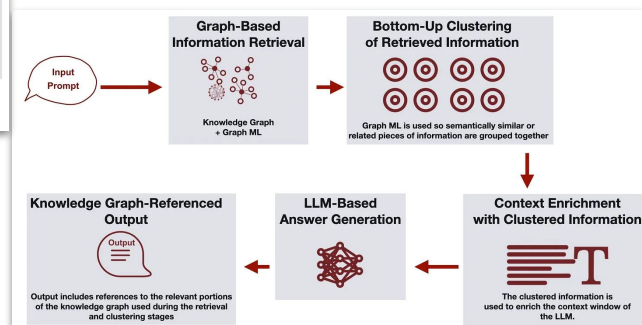 Input
Prompt
Graph-Based
Information Retrieval
Knowledge Graph
+ Graph ML
Bottom-Up Clustering
of Retrieved Information
Graph ML is used so semantically similar or
related pieces of information are grouped together
Context Enrichment
with Clustered Information
T
The clustered information is
used to enrich the context window of
the LLM.
LLM-Based
Answer Generation
Knowledge Graph-Referenced
Output
Output
Output includes references to the relevant portions
of the knowledge graph used during the retrieval
and clustering stages